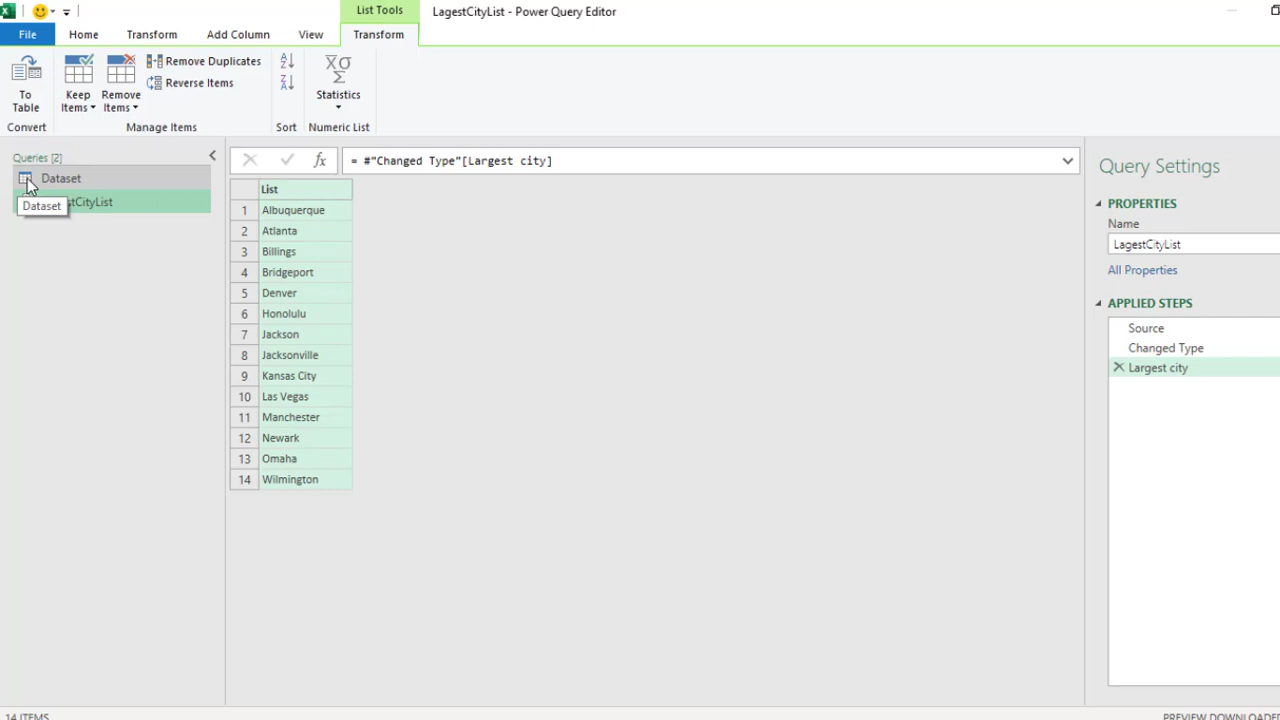 List Tools
LagestCityList - Power Query Editor
File
Home
Transform
Add Column
View
Transform
To
Table
Keep
Items
Remove
Items
Remove Duplicates
Reverse Items
Statistics
Convert
Manage Items
Sort
Numeric List
Queries [2]
Dataset
stCityList
Dataset
fx
= #"Changed Type"[Largest city]
List
1 Albuquerque
2 Atlanta
3 Billings
4 Bridgeport
5 Denver
6 Honolulu
7 Jackson
8 Jacksonville
9 Kansas City
10 Las Vegas
11 Manchester
12 Newark
13 Omaha
14 Wilmington
Query Settings
PROPERTIES
Name
LagestCityList
All Properties
APPLIED STEPS
Source
Changed Type
Largest city
14 ITEMS
PREVIEW DOWNLOADED